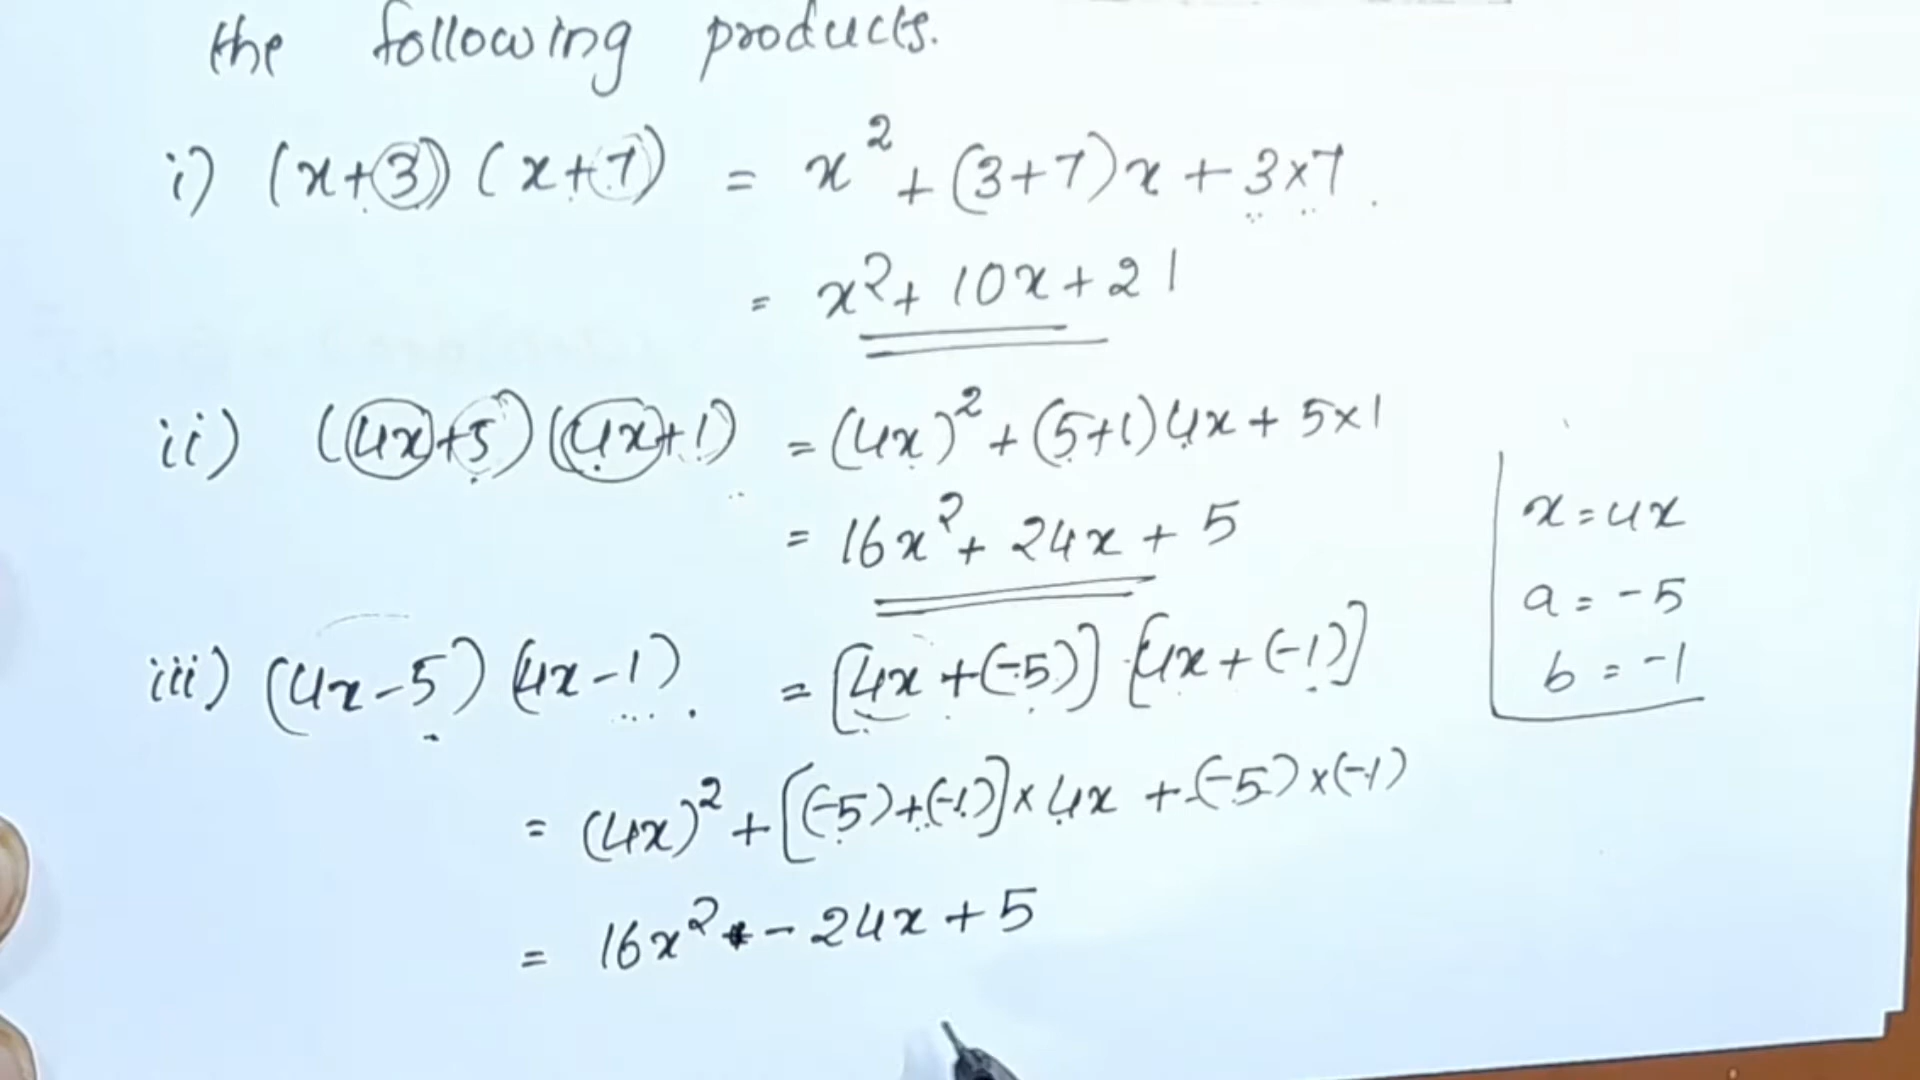 the following products.
i) (x+3) (x+7) = x² + (3+7)x + 3×7
= x² + 10x + 21
ii) (4x+5)(4x+1) = (4x)² + (5+1)4x + 5×1
= 16x² + 24x + 5
x = 4x
a = -5
b = -1
iii) (4x-5) (4x-1). = [4x +(-5)] [4x + (-1)]
= (4x)² + [(-5)+(-1)]× 4x + (-5)×(-1)
= 16x² - 24x + 5